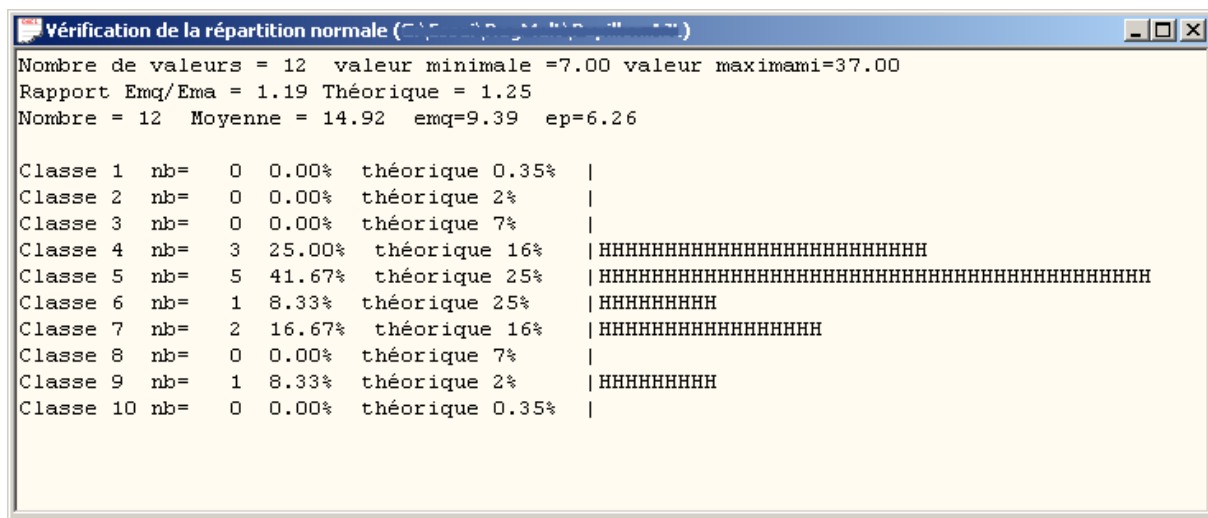 Vérification de la répartition normale (
Nombre de valeurs = 12 valeur minimale =7.00 valeur maximami=37.00
Rapport Emq/Ema = 1.19 Théorique = 1.25
Nombre = 12 Moyenne = 14.92 emq=9.39 ep=6.26
Classe 1 nb= 0 0.00% théorique 0.35% |
Classe 2 nb= 0 0.00% théorique 2% |
Classe 3 nb= 0 0.00% théorique 7% |
Classe 4 nb= 3 25.00% théorique 16% |HHHHHHHHHHHHHHHHHHHHHHHHH
Classe 5 nb= 5 41.67% théorique 25% |HHHHHHHHHHHHHHHHHHHHHHHHHHHHHHHHHHHHHHHHHH
Classe 6 nb= 1 8.33% théorique 25% |HHHHHHHHH
Classe 7 nb= 2 16.67% théorique 16% |HHHHHHHHHHHHHHHHH
Classe 8 nb= 0 0.00% théorique 7% |
Classe 9 nb= 1 8.33% théorique 2% |HHHHHHHHH
Classe 10 nb= 0 0.00% théorique 0.35% |